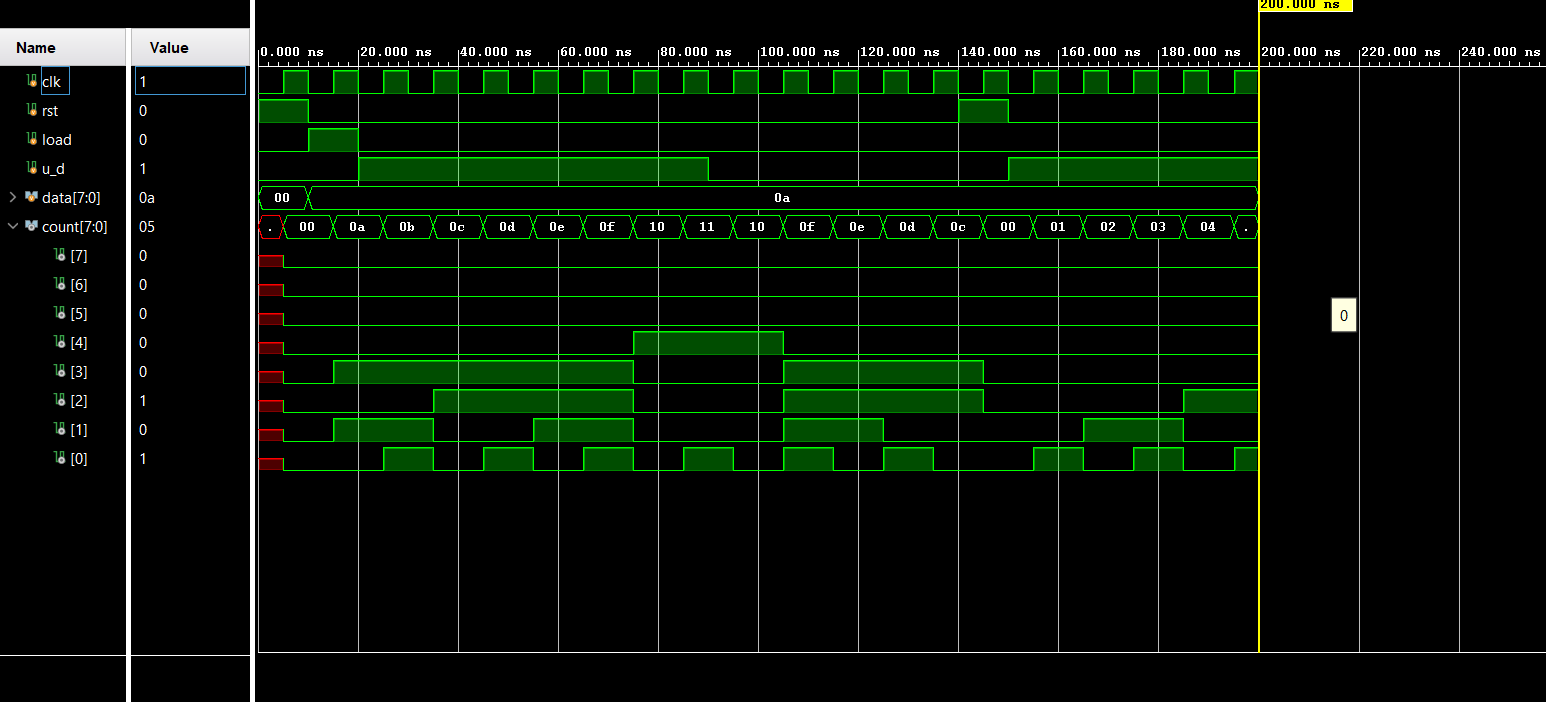 200.000 ns
Name Value
0.000 ns 20.000 ns 40.000 ns 60.000 ns 80.000 ns 100.000 ns 120.000 ns 140.000 ns 160.000 ns 180.000 ns 200.000 ns 220.000 ns 240.000 ns
clk 1
rst 0
load 0
u_d 1
data[7:0] 0a 00 0a
count[7:0] 05 . 00 0a 0b 0c 0d 0e 0f 10 11 10 0f 0e 0d 0c 00 01 02 03 04 .
[7] 0
[6] 0
[5] 0 0
[4] 0
[3] 0
[2] 1
[1] 0
[0] 1